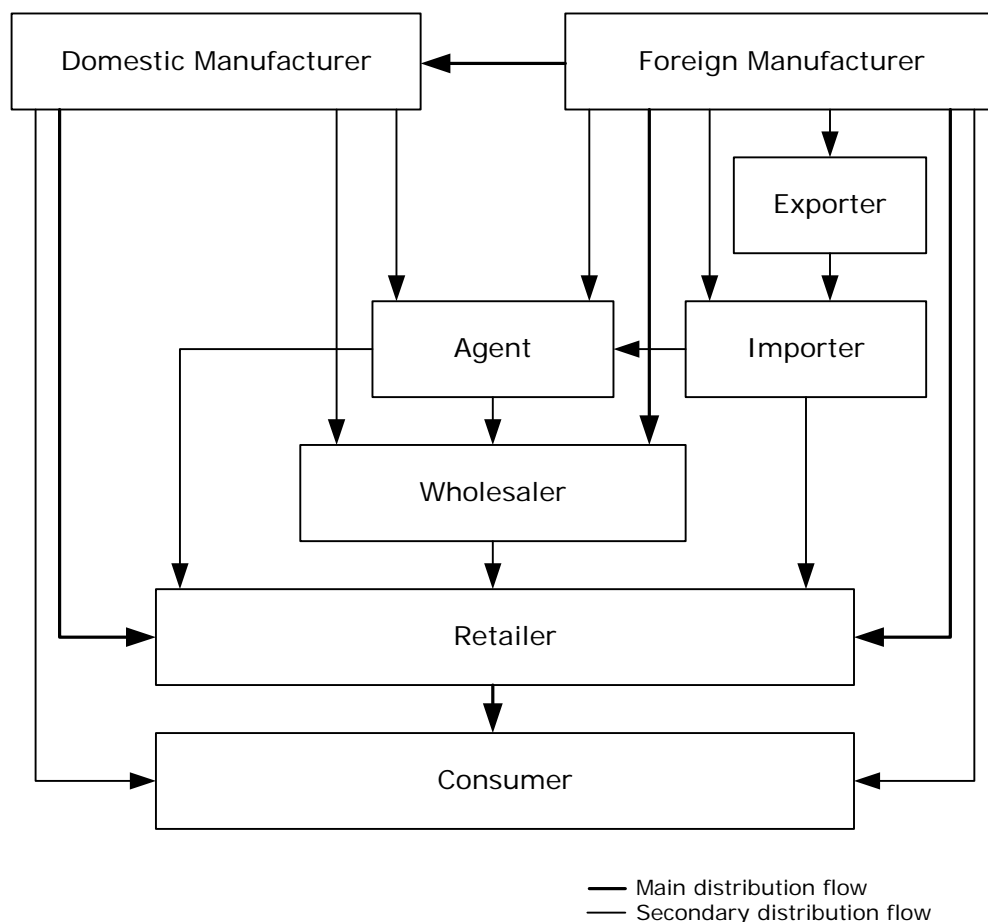 Domestic Manufacturer
Foreign Manufacturer
Exporter
Agent
Importer
Wholesaler
Retailer
Consumer
Main distribution flow
Secondary distribution flow